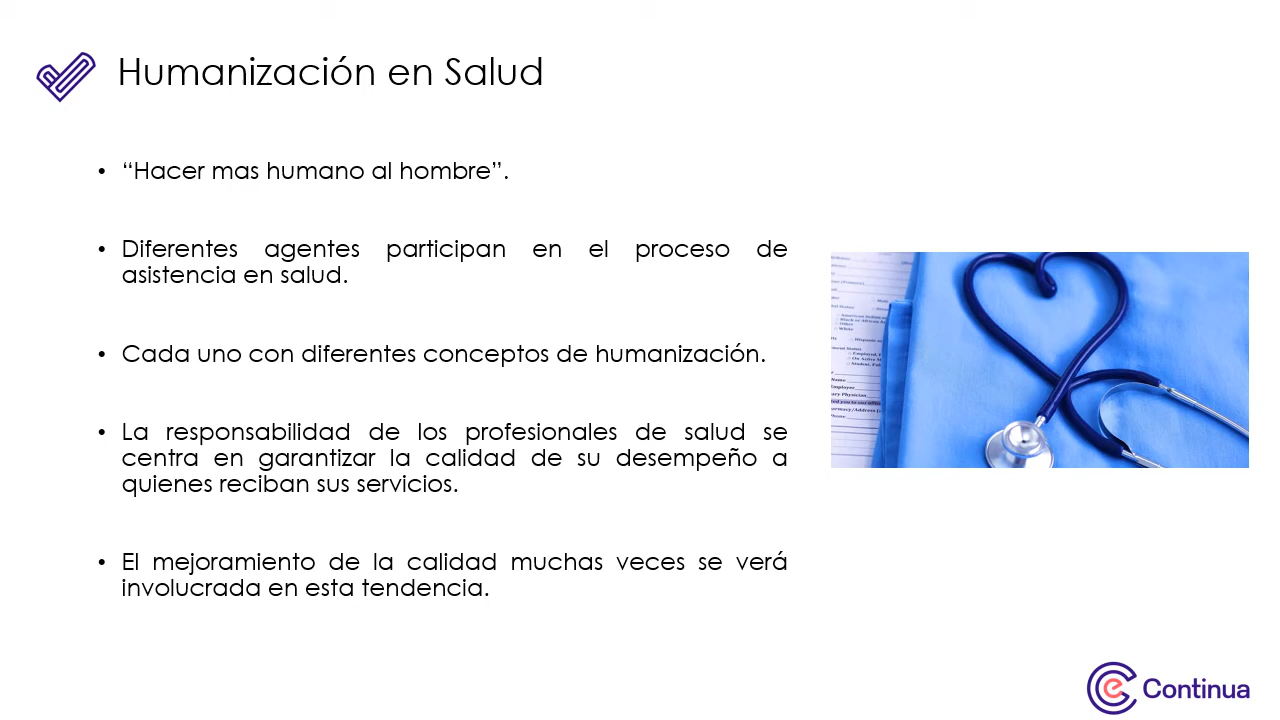 Humanización en Salud
• “Hacer mas humano al hombre”.
• Diferentes agentes participan en el proceso de
asistencia en salud.
• Cada uno con diferentes conceptos de humanización.
• La responsabilidad de los profesionales de salud se
centra en garantizar la calidad de su desempeño a
quienes reciban sus servicios.
• El mejoramiento de la calidad muchas veces se verá
involucrada en esta tendencia.
Continua